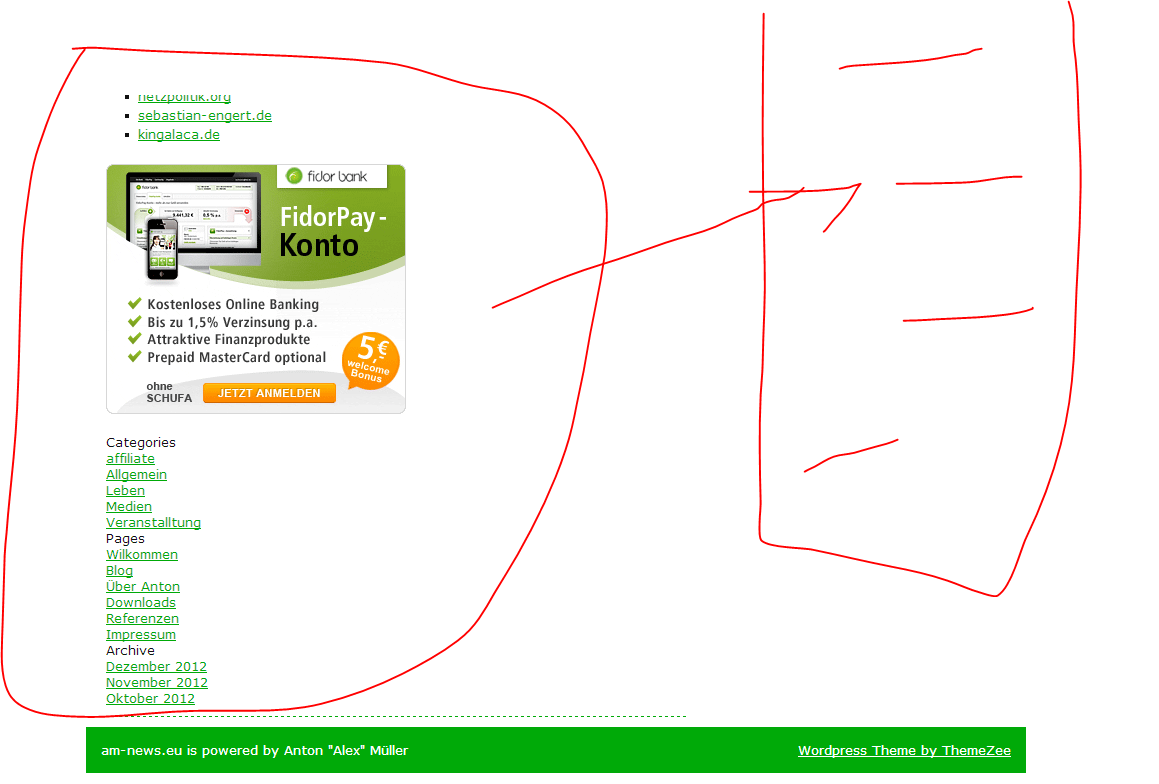 netzpolitik.org
sebastian-engert.de
kingalaca.de
fidor bank
FidorPay-
Konto
Kostenloses Online Banking
Bis zu 1,5% Verzinsung p.a.
Attraktive Finanzprodukte
Prepaid MasterCard optional
5,€
welcome
Bonus
ohne
SCHUFA
JETZT ANMELDEN
Categories
affiliate
Allgemein
Leben
Medien
Veranstalltung
Pages
Wilkommen
Blog
Über Anton
Downloads
Referenzen
Impressum
Archive
Dezember 2012
November 2012
Oktober 2012
am-news.eu is powered by Anton "Alex" Müller
Wordpress Theme by ThemeZee